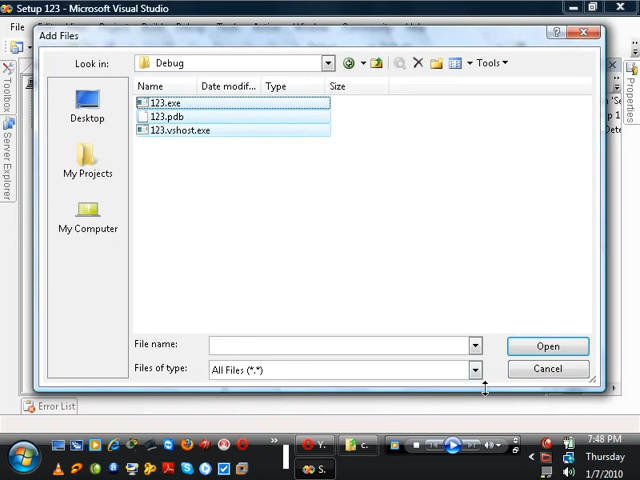 Setup 123 - Microsoft Visual Studio
File
Add Files
Look in:
Debug
Tools
Name
Date modif...
Type
Size
123.exe
123.pdb
123.vshost.exe
Desktop
My Projects
My Computer
File name:
Open
Files of type:
All Files (*.*)
Cancel
Toolbox
Server Explorer
Properties
Error List
Y.
c.
S.
7:48 PM
Thursday
1/7/2010